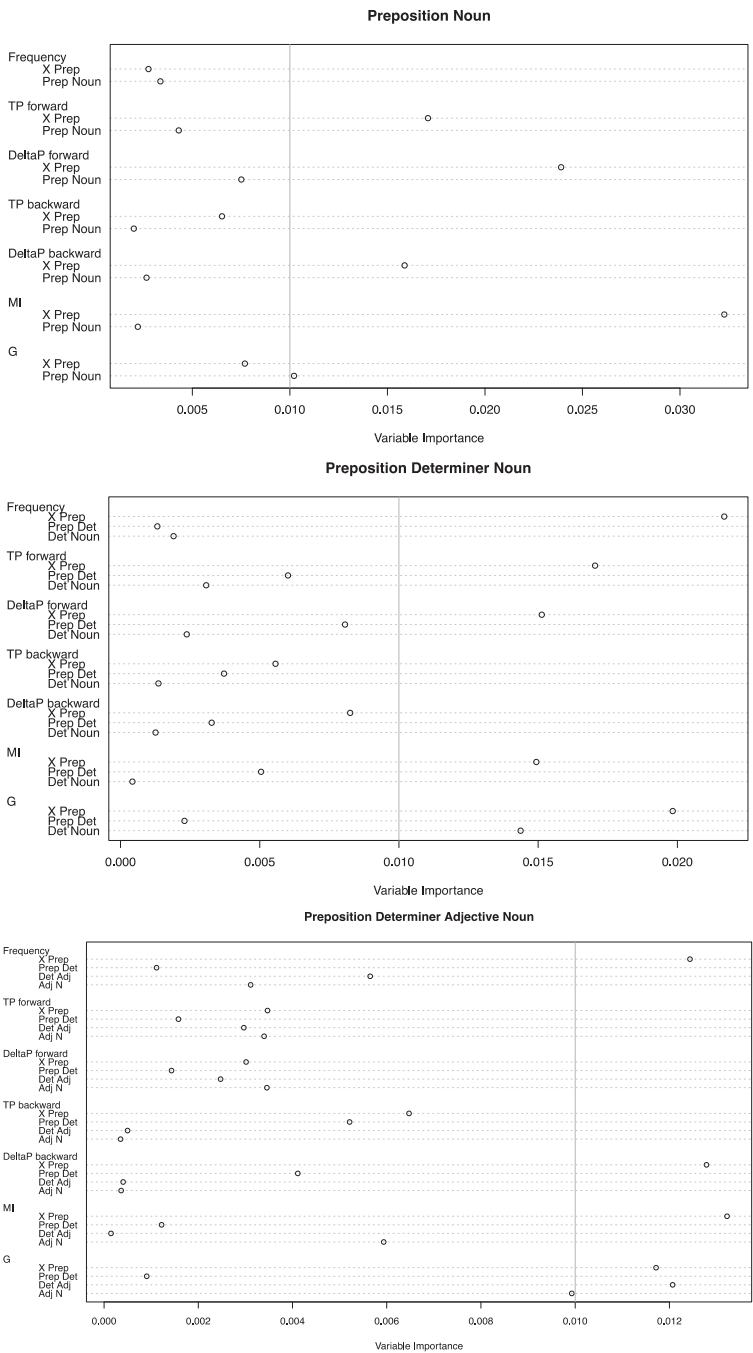 Preposition Noun
Frequency
X Prep
Prep Noun
TP forward
X Prep
Prep Noun
DeltaP forward
X Prep
Prep Noun
TP backward
X Prep
Prep Noun
DeltaP backward
X Prep
Prep Noun
MI
X Prep
Prep Noun
G
X Prep
Prep Noun
0.005 0.010 0.015 0.020 0.025 0.030
Variable Importance
Preposition Determiner Noun
Frequency
X Prep
Prep Det
Det Noun
TP forward
X Prep
Prep Det
Det Noun
DeltaP forward
X Prep
Prep Det
Det Noun
TP backward
X Prep
Prep Det
Det Noun
DeltaP backward
X Prep
Prep Det
Det Noun
MI
X Prep
Prep Det
Det Noun
G
X Prep
Prep Det
Det Noun
0.000 0.005 0.010 0.015 0.020
Variable Importance
Preposition Determiner Adjective Noun
Frequency
X Prep
Prep Det
Det Adj
Adj N
TP forward
X Prep
Prep Det
Det Adj
Adj N
DeltaP forward
X Prep
Prep Det
Det Adj
Adj N
TP backward
X Prep
Prep Det
Det Adj
Adj N
DeltaP backward
X Prep
Prep Det
Det Adj
Adj N
MI
X Prep
Prep Det
Det Adj
Adj N
G
X Prep
Prep Det
Det Adj
Adj N
0.000 0.002 0.004 0.006 0.008 0.010 0.012
Variable Importance